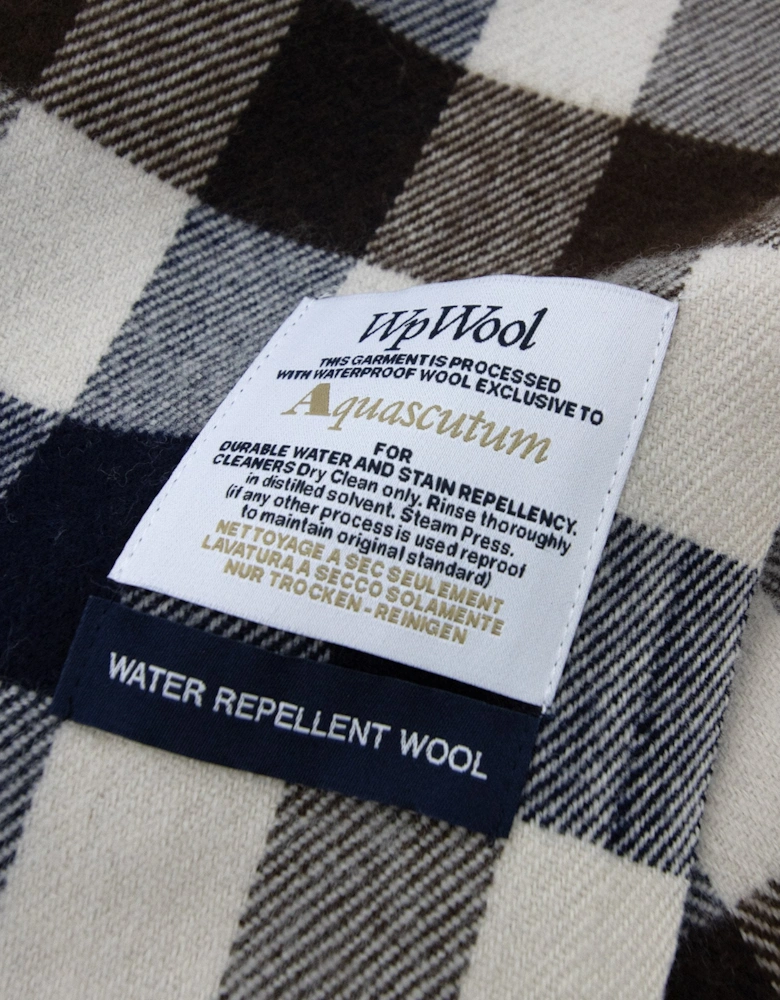 WpWool
THIS GARMENT IS PROCESSED
WITH WATERPROOF WOOL EXCLUSIVE TO
Aquascutum
FOR
DURABLE WATER AND STAIN REPELLENCY.
CLEANERS Dry Clean only. Rinse thoroughly
in distilled solvent. Steam Press.
(if any other process is used reproof
to maintain original standard)
NETTOYAGE A SEC SEULEMENT
LAVATURA A SECCO SOLAMENTE
NUR TROCKEN-REINIGEN
WATER REPELLENT WOOL